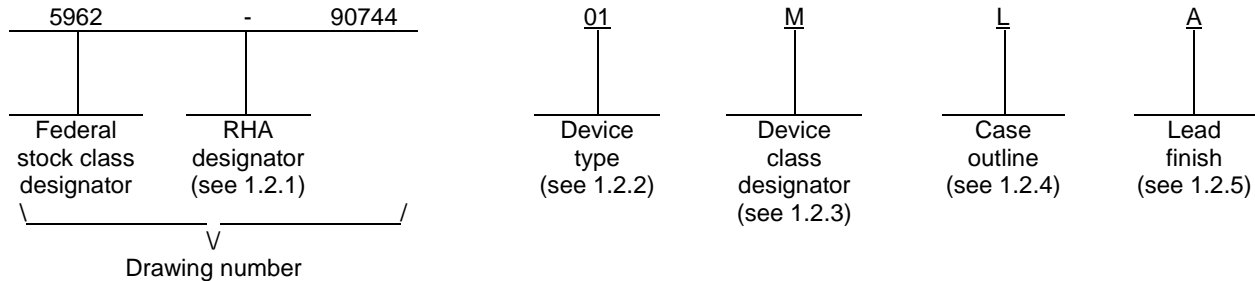 5962 - 90744 01 M L A
Federal stock class designator
RHA designator (see 1.2.1)
Device type (see 1.2.2)
Device class designator (see 1.2.3)
Case outline (see 1.2.4)
Lead finish (see 1.2.5)
\ /
\/
Drawing number